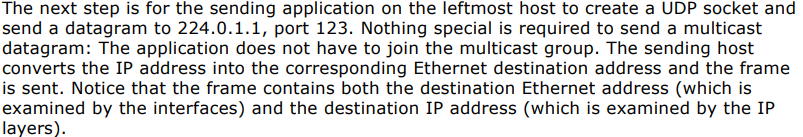 The next step is for the sending application on the leftmost host to create a UDP socket and
send a datagram to 224.0.1.1, port 123. Nothing special is required to send a multicast
datagram: The application does not have to join the multicast group. The sending host
converts the IP address into the corresponding Ethernet destination address and the frame
is sent. Notice that the frame contains both the destination Ethernet address (which is
examined by the interfaces) and the destination IP address (which is examined by the IP
layers).